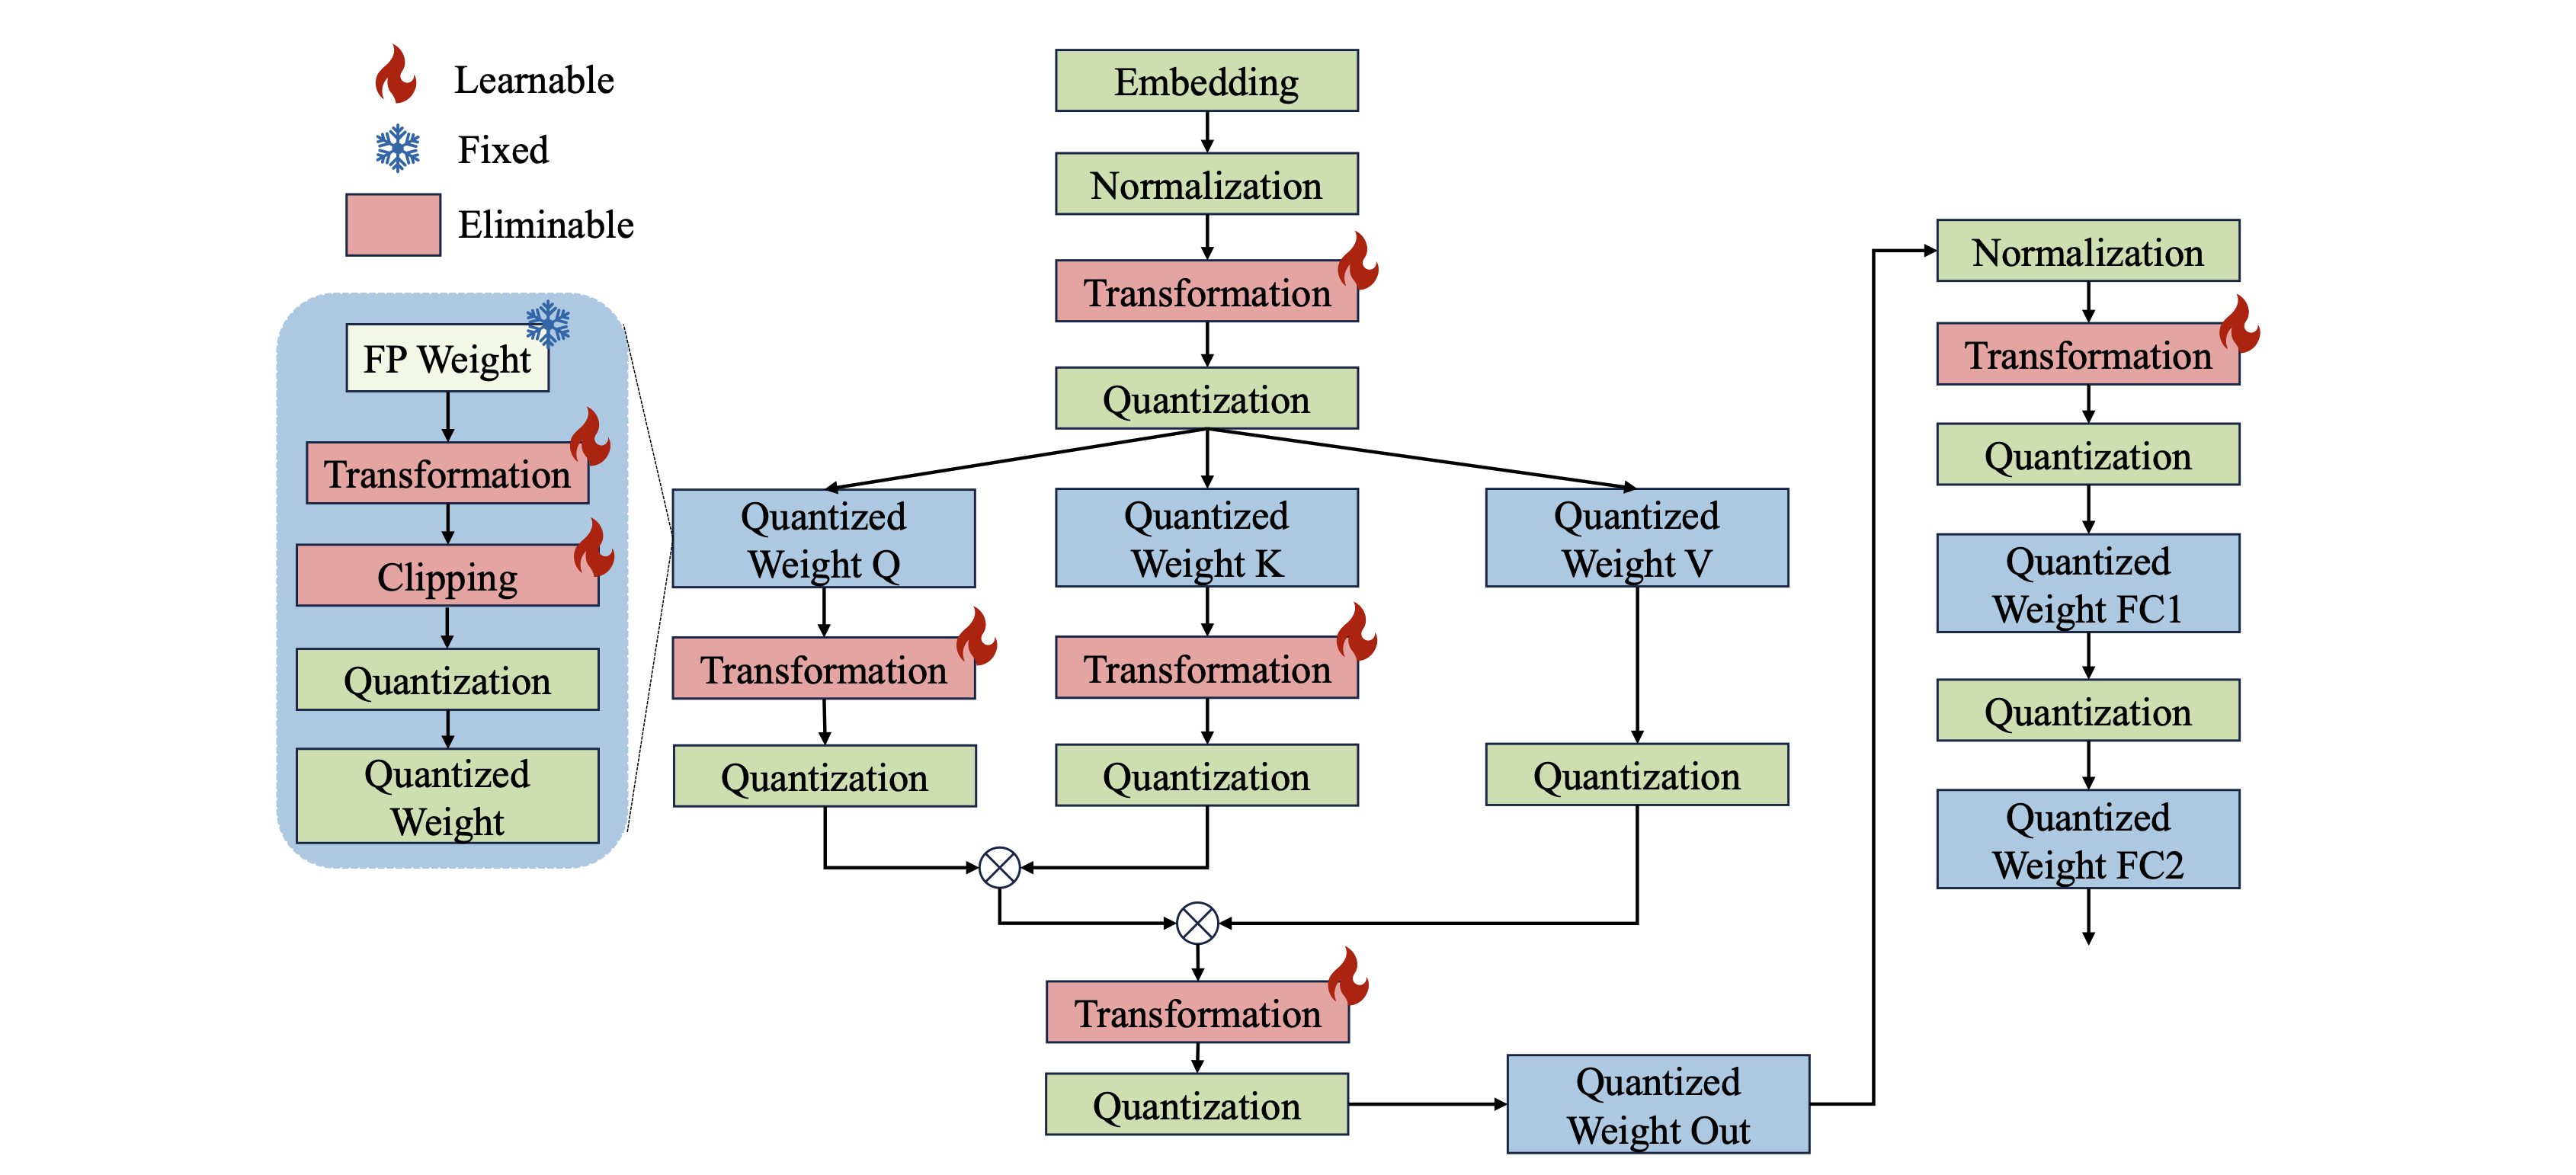 Learnable
Fixed
Eliminable
FP Weight
Transformation
Clipping
Quantization
Quantized
Weight
Embedding
Normalization
Transformation
Quantization
Quantized
Weight Q
Transformation
Quantization
Quantized
Weight K
Transformation
Quantization
Quantized
Weight V
Quantization
Transformation
Quantization
Quantized
Weight Out
Normalization
Transformation
Quantization
Quantized
Weight FC1
Quantization
Quantized
Weight FC2